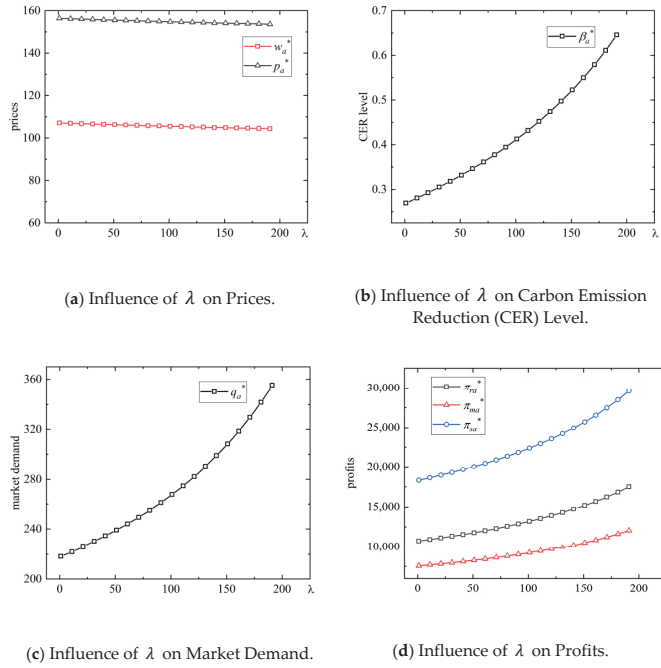 160
140
120
100
80
60
prices
w_a^*
p_a^*
0 50 100 150 200 λ
(a) Influence of λ on Prices.
0.7
0.6
0.5
0.4
0.3
CER level
β_a^*
0 50 100 150 200 λ
(b) Influence of λ on Carbon Emission
Reduction (CER) Level.
360
320
280
240
200
market demand
q_a^*
0 50 100 150 200 λ
(c) Influence of λ on Market Demand.
30,000
25,000
20,000
15,000
10,000
profits
π_ra^*
π_ma^*
π_sa^*
0 50 100 150 200
(d) Influence of λ on Profits.